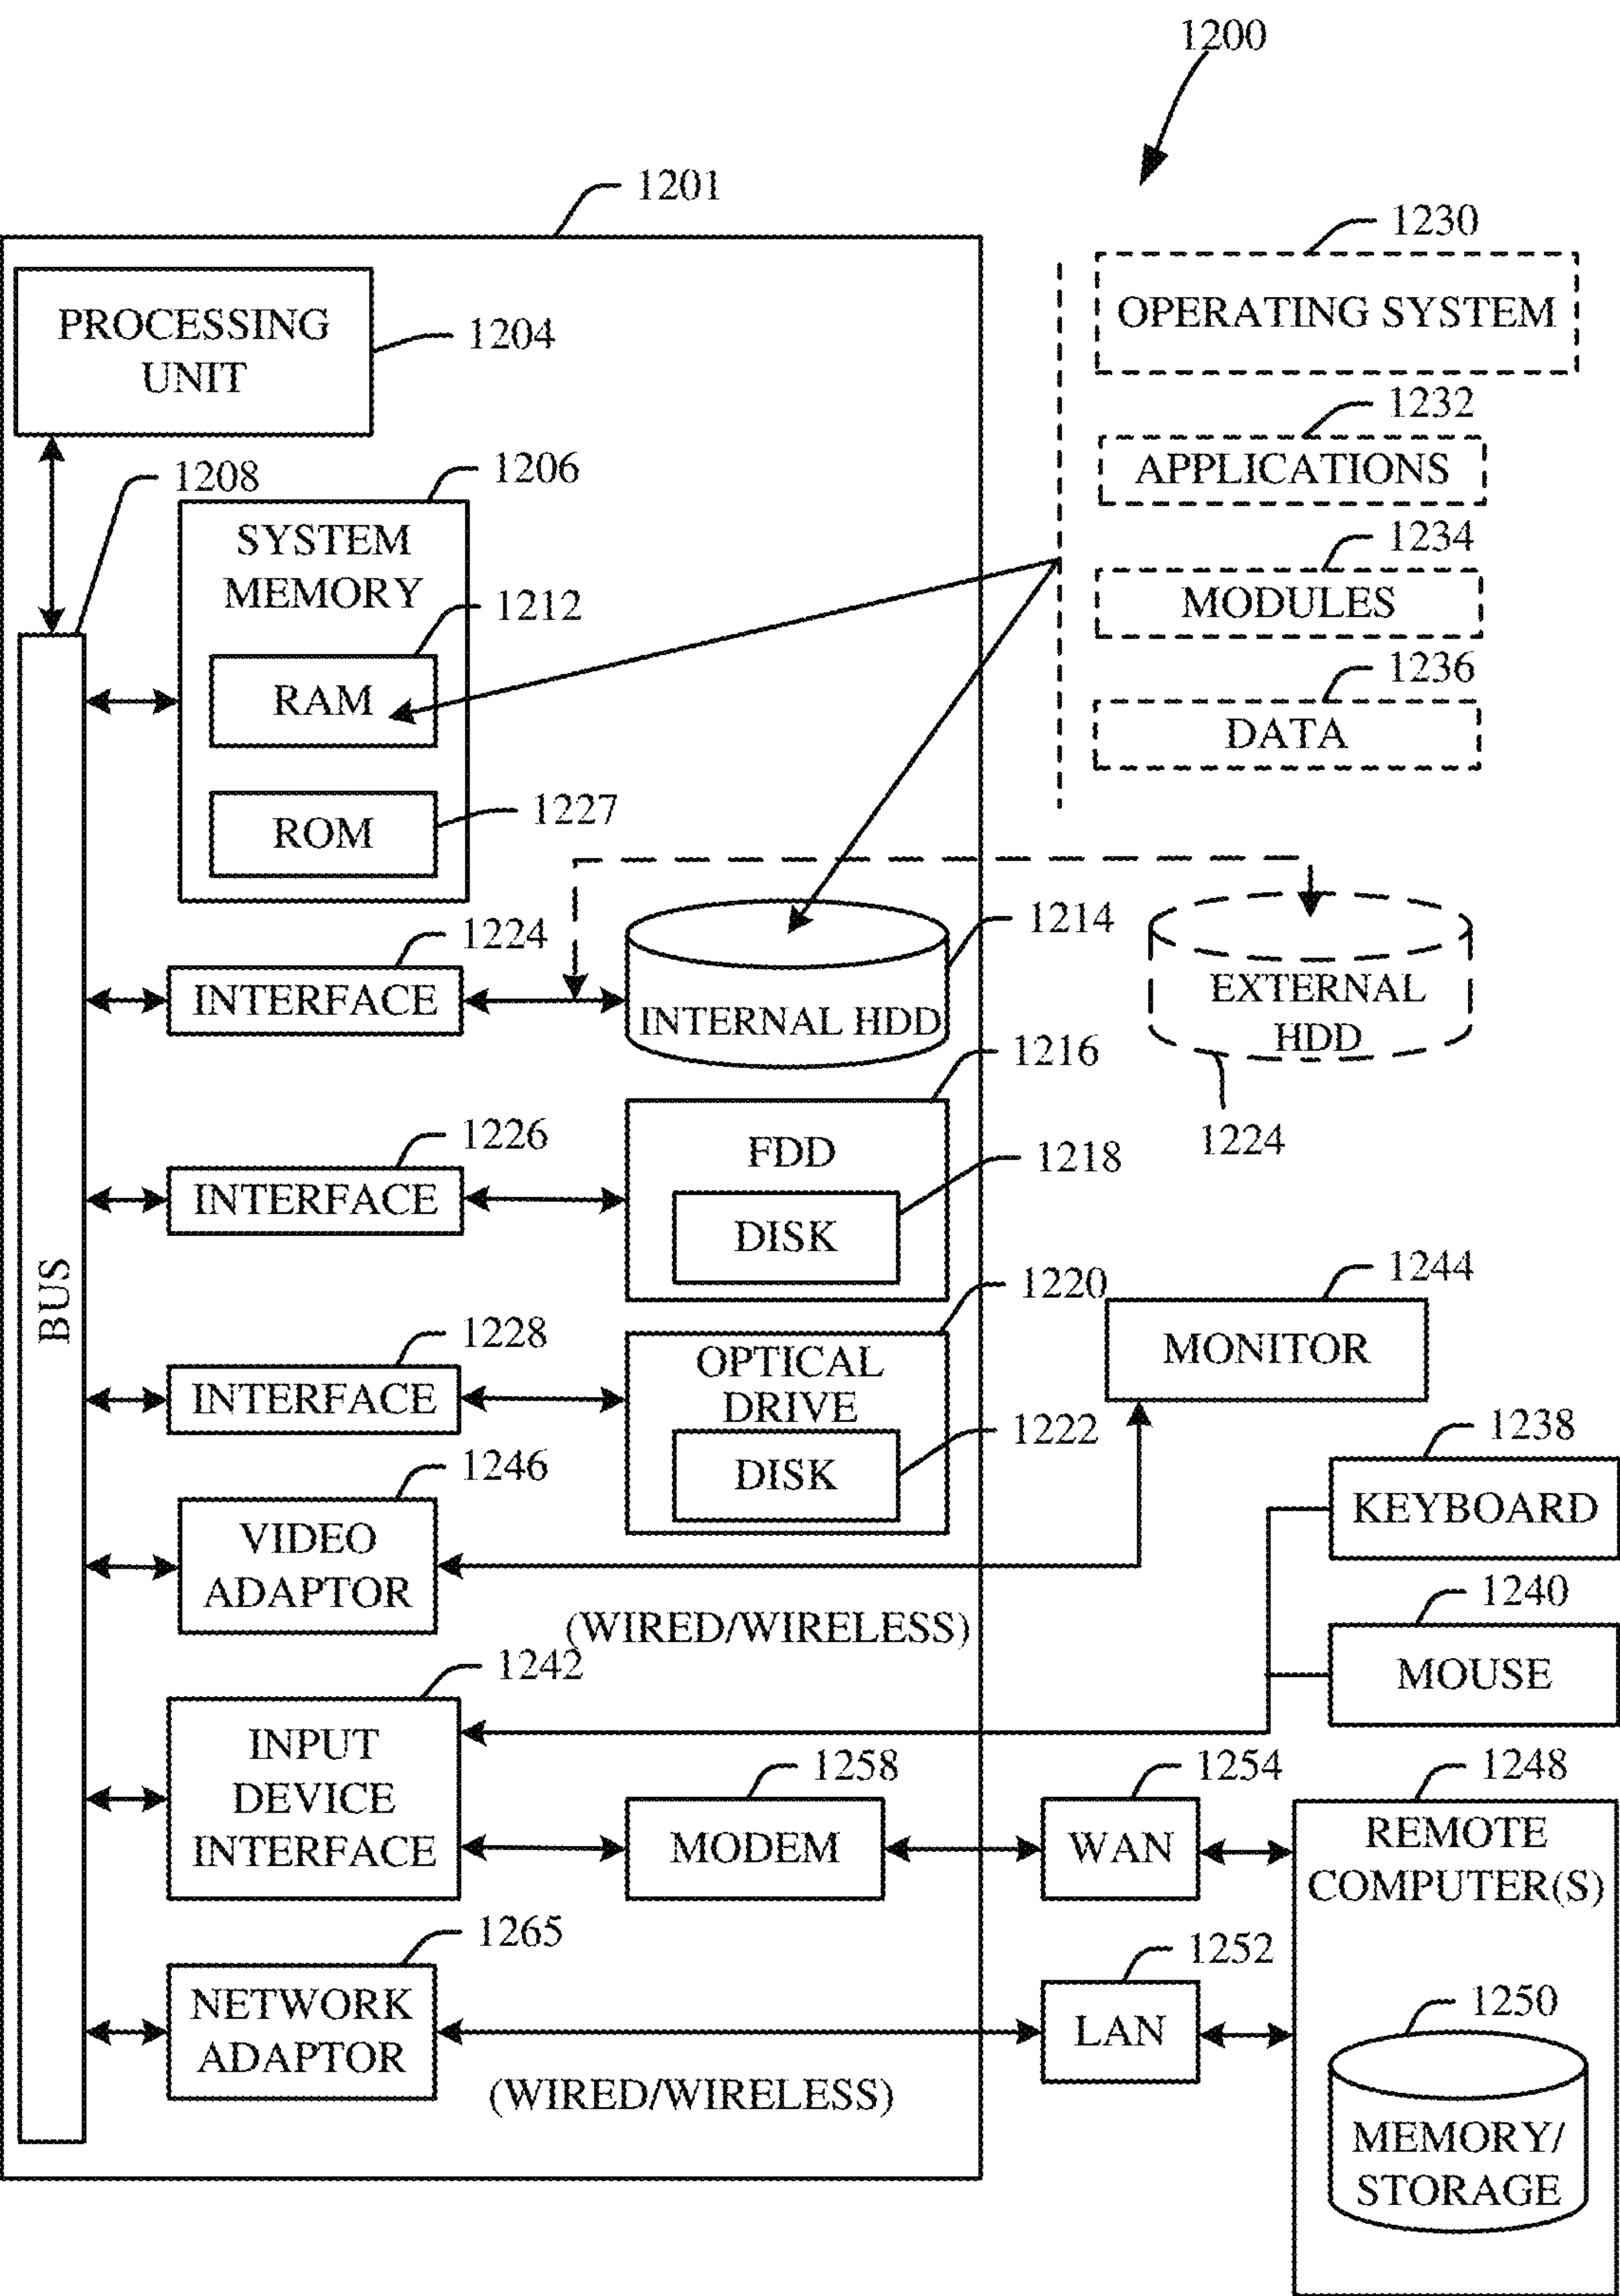 1200
1201
1230
OPERATING SYSTEM
PROCESSING
UNIT
1204
1232
APPLICATIONS
1208
1206
SYSTEM
MEMORY
1234
MODULES
1212
RAM
1236
DATA
1227
ROM
1224
INTERFACE
1214
INTERNAL HDD
EXTERNAL
HDD
1224
1216
FDD
1226
INTERFACE
1218
DISK
BUS
1220
OPTICAL
DRIVE
1244
MONITOR
1228
INTERFACE
1222
DISK
1238
KEYBOARD
1246
VIDEO
ADAPTOR
(WIRED/WIRELESS)
1240
MOUSE
1242
INPUT
DEVICE
INTERFACE
1258
MODEM
1254
WAN
1248
REMOTE
COMPUTER(S)
1265
NETWORK
ADAPTOR
(WIRED/WIRELESS)
1252
LAN
1250
MEMORY/
STORAGE